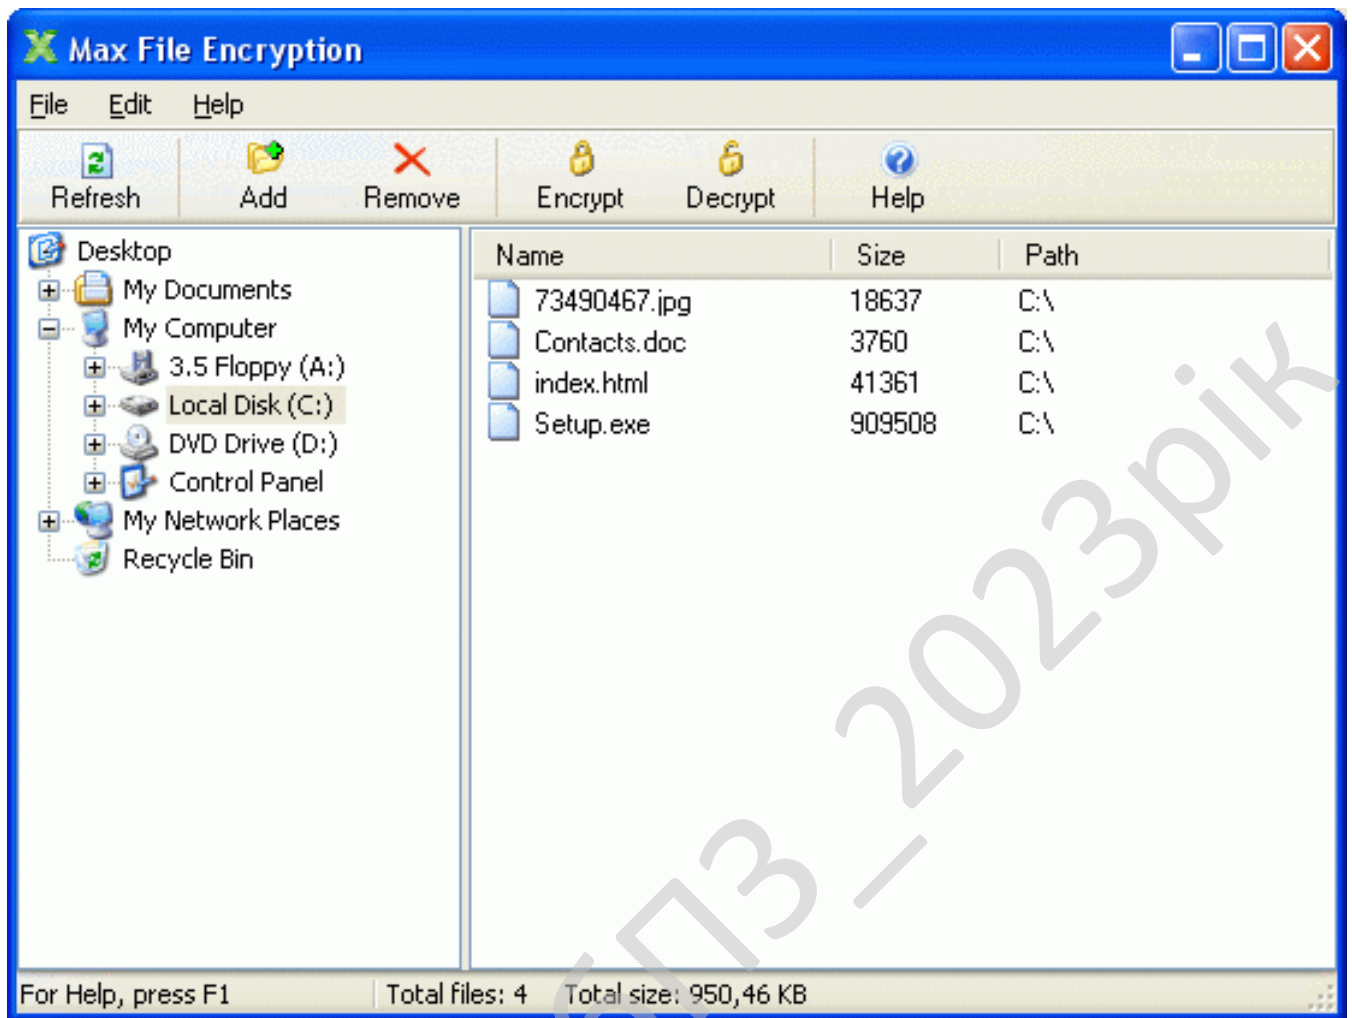 Max File Encryption
File Edit Help
Refresh Add Remove Encrypt Decrypt Help
Desktop
My Documents
My Computer
3.5 Floppy (A:)
Local Disk (C:)
DVD Drive (D:)
Control Panel
My Network Places
Recycle Bin
Name Size Path
73490467.jpg 18637 C:\
Contacts.doc 3760 C:\
index.html 41361 C:\
Setup.exe 909508 C:\
For Help, press F1 Total files: 4 Total size: 950,46 KB
бПЗ_2023рік